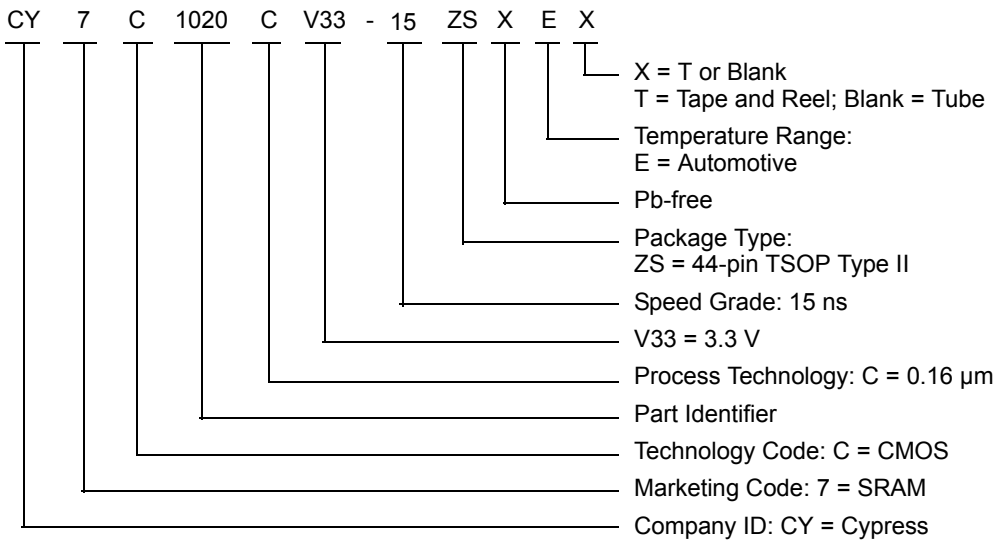 CY 7 C 1020 C V33 - 15 ZS X E X
X = T or Blank
T = Tape and Reel; Blank = Tube
Temperature Range:
E = Automotive
Pb-free
Package Type:
ZS = 44-pin TSOP Type II
Speed Grade: 15 ns
V33 = 3.3 V
Process Technology: C = 0.16 µm
Part Identifier
Technology Code: C = CMOS
Marketing Code: 7 = SRAM
Company ID: CY = Cypress